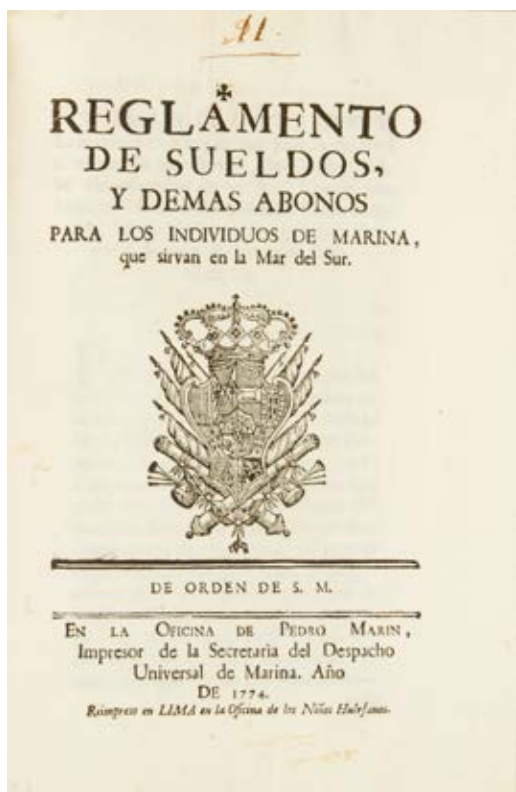 91.
REGLAMENTO
DE SUELDOS,
Y DEMAS ABONOS
PARA LOS INDIVIDUOS DE MARINA,
que sirvan en la Mar del Sur.
DE ORDEN DE S. M.
EN LA OFICINA DE PEDRO MARIN,
Impresor de la Secretaria del Despacho
Universal de Marina. Año
DE 1774.
Reimpreso en LIMA en la Oficina de los Niños Huerfanos.